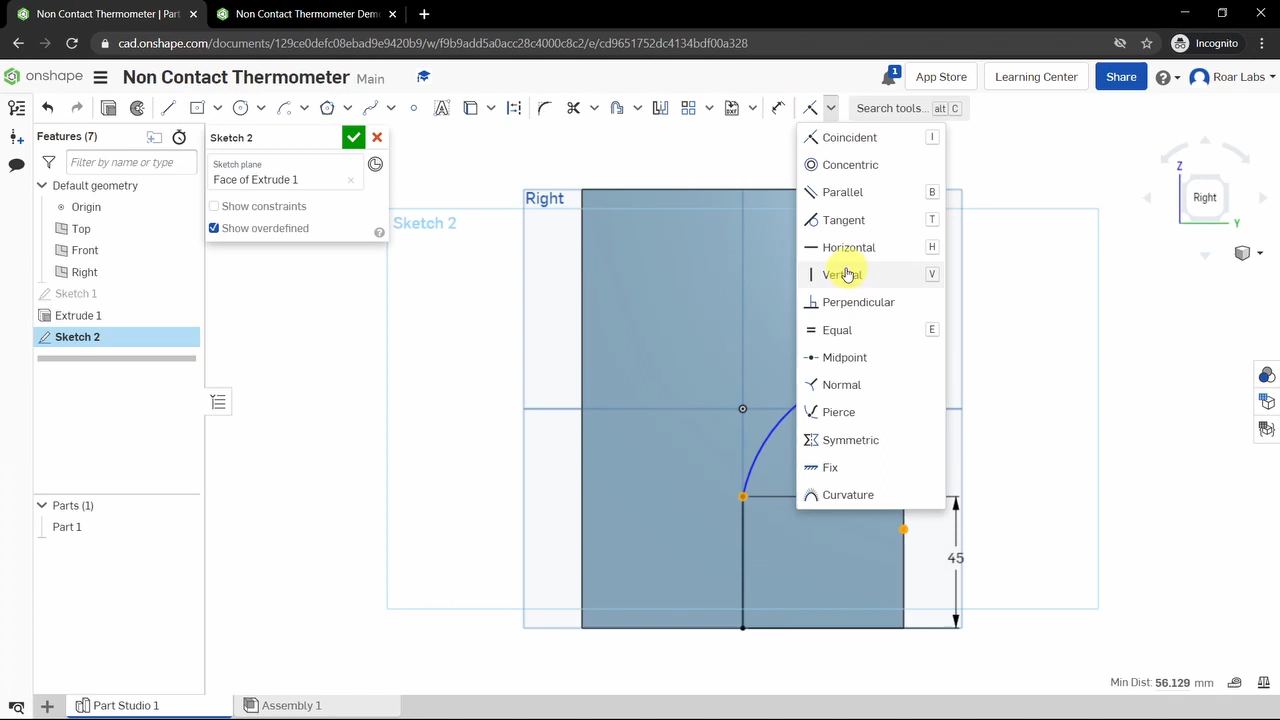 Non Contact Thermometer | Part
Non Contact Thermometer Dem
cad.onshape.com/documents/129ce0defc08ebad9e9420b9/w/f9b9add5a0acc28c4000c8c2/e/cd9651752dc4134bdf00a328
Incognito
onshape
Non Contact Thermometer Main
1
App Store
Learning Center
Share
Roar Labs
Search tools... alt C
Features (7)
Filter by name or type
Default geometry
Origin
Top
Front
Right
Sketch 1
Extrude 1
Sketch 2
Parts (1)
Part 1
Sketch 2
Sketch plane
Face of Extrude 1
Show constraints
Show overdefined
Right
Sketch 2
45
Coincident I
Concentric
Parallel B
Tangent T
Horizontal H
Vertical V
Perpendicular
Equal E
Midpoint
Normal
Pierce
Symmetric
Fix
Curvature
Z
Right
Y
Min Dist: 56.129 mm
Part Studio 1
Assembly 1